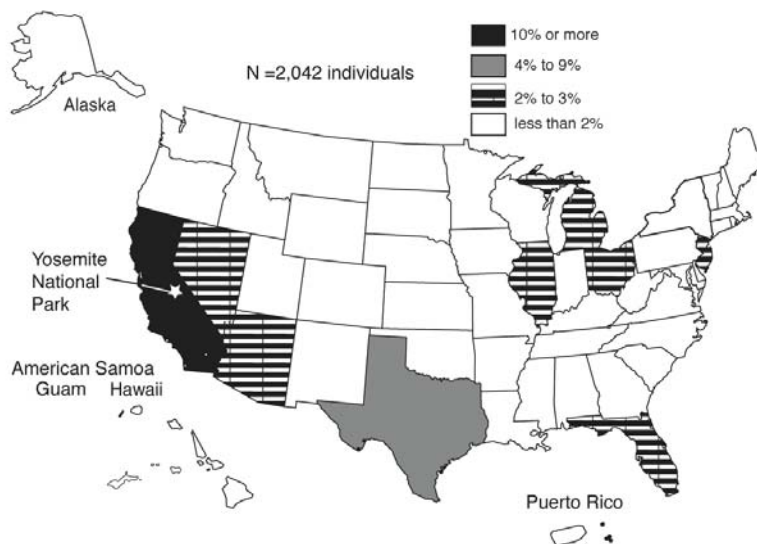 10% or more
N =2,042 individuals
4% to 9%
Alaska
2% to 3%
less than 2%
Yosemite
National
Park
American Samoa
Guam Hawaii
Puerto Rico